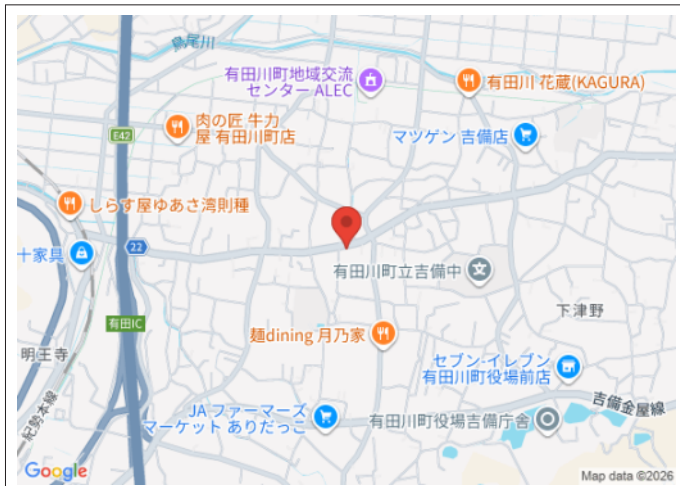 鳥尾川
有田川町地域交流
センター ALEC
有田川 花蔵(KAGURA)
肉の匠 牛力
屋 有田川町店
E42
マツゲン 吉備店
しらす屋ゆあさ湾則種
22
十家具
有田川町立吉備中
有田IC
下津野
麺dining 月乃家
明王寺
セブン-イレブン
有田川町役場前店
紀勢本線
JA ファーマーズ
マーケット ありだっこ
吉備金屋線
有田川町役場吉備庁舎
Google
Map data ©2026